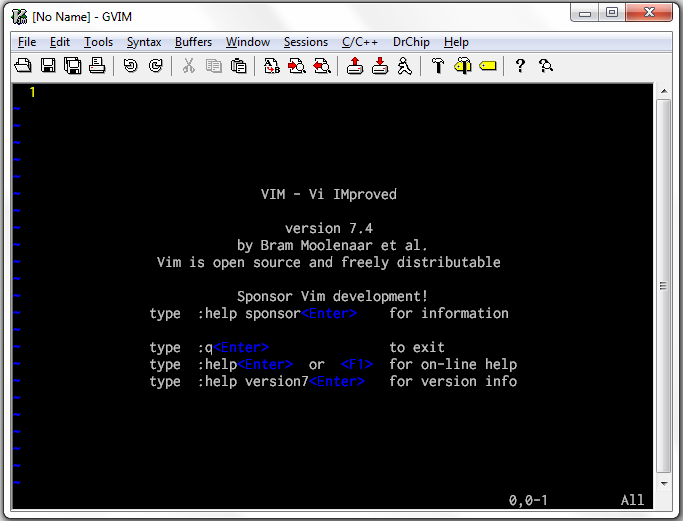 [No Name] - GVIM
File Edit Tools Syntax Buffers Window Sessions C/C++ DrChip Help
1
~
~
~
~
~
~ VIM - Vi IMproved
~
~ version 7.4
~ by Bram Moolenaar et al.
~ Vim is open source and freely distributable
~
~ Sponsor Vim development!
~ type :help sponsor<Enter> for information
~
~ type :q<Enter> to exit
~ type :help<Enter> or <F1> for on-line help
~ type :help version7<Enter> for version info
~
~
~
~
~
~
0,0-1 All